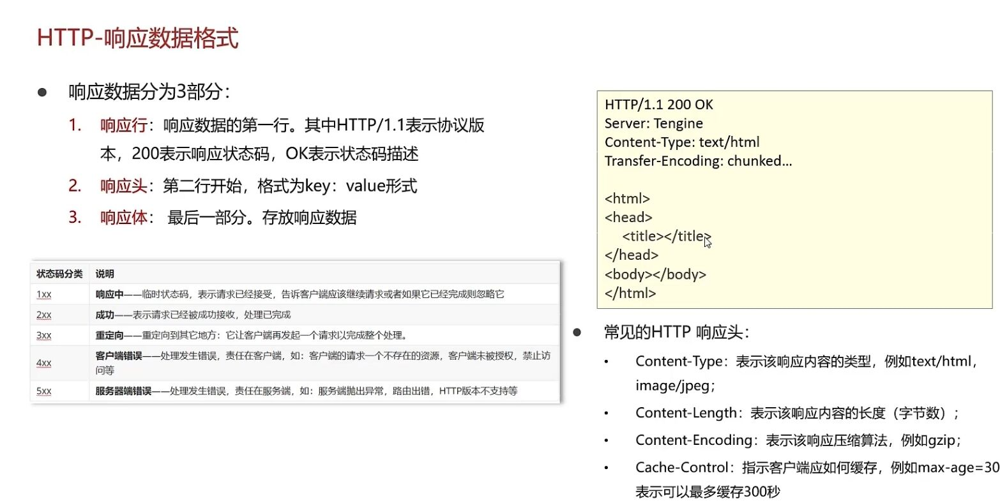 HTTP-响应数据格式
● 响应数据分为3部分：
1. 响应行：响应数据的第一行。其中HTTP/1.1表示协议版
本，200表示响应状态码，OK表示状态码描述
2. 响应头：第二行开始，格式为key：value形式
3. 响应体： 最后一部分。存放响应数据
状态码分类 说明
1xx 响应中——临时状态码，表示请求已经接受，告诉客户端应该继续请求或者如果它已经完成则忽略它
2xx 成功——表示请求已经被成功接收，处理已完成
3xx 重定向——重定向到其它地方：它让客户端再发起一个请求以完成整个处理。
4xx 客户端错误——处理发生错误，责任在客户端，如：客户端的请求一个不存在的资源，客户端未被授权，禁止访
问等
5xx 服务器端错误——处理发生错误，责任在服务端，如：服务端抛出异常，路由出错，HTTP版本不支持等
HTTP/1.1 200 OK
Server: Tengine
Content-Type: text/html
Transfer-Encoding: chunked...
<html>
<head>
<title></title>
</head>
<body></body>
</html>
● 常见的HTTP 响应头：
• Content-Type：表示该响应内容的类型，例如text/html，
image/jpeg；
• Content-Length：表示该响应内容的长度（字节数）；
• Content-Encoding：表示该响应压缩算法，例如gzip；
• Cache-Control：指示客户端应如何缓存，例如max-age=30
表示可以最多缓存300秒